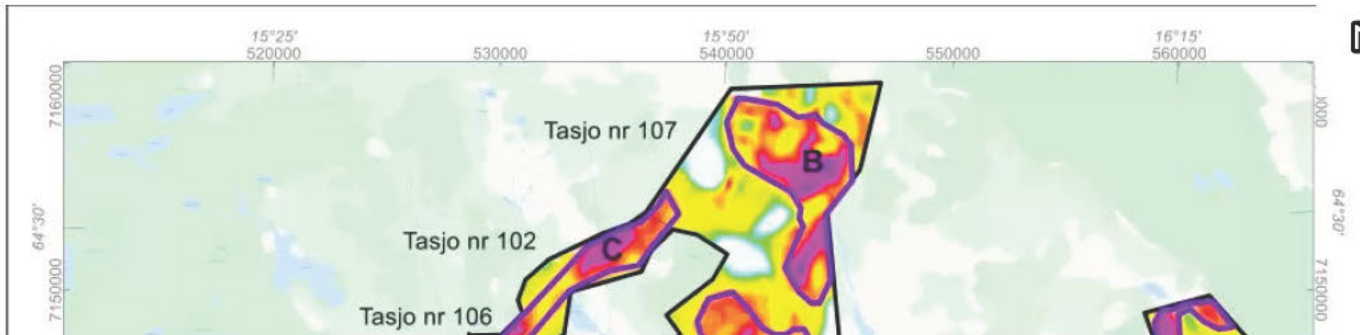 15°25' 15°50' 16°15'
520000 530000 540000 550000 560000
7160000
Tasjo nr 107
B
64°30' 64°30'
Tasjo nr 102
C
7150000 7150000
Tasjo nr 106